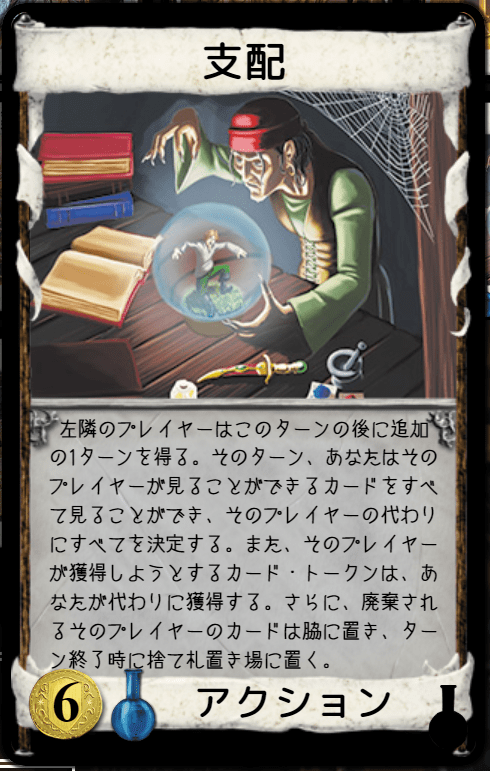 支配
左隣のプレイヤーはこのターンの後に追加
の1ターンを得る。そのターン、あなたはその
プレイヤーが見ることができるカードをすべ
て見ることができ、そのプレイヤーの代わり
にすべてを決定する。また、そのプレイヤー
が獲得しようとするカード・トークンは、あ
なたが代わりに獲得する。さらに、廃棄され
るそのプレイヤーのカードは脇に置き、ター
ン終了時に捨て札置き場に置く。
6 アクション